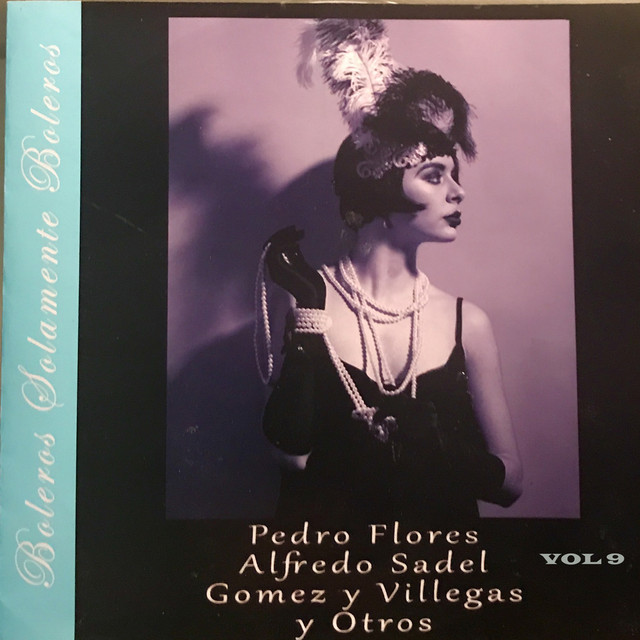 Boleros Solamente Boleros
Pedro Flores
Alfredo Sadel
Gomez y Villegas
y Otros
VOL 9